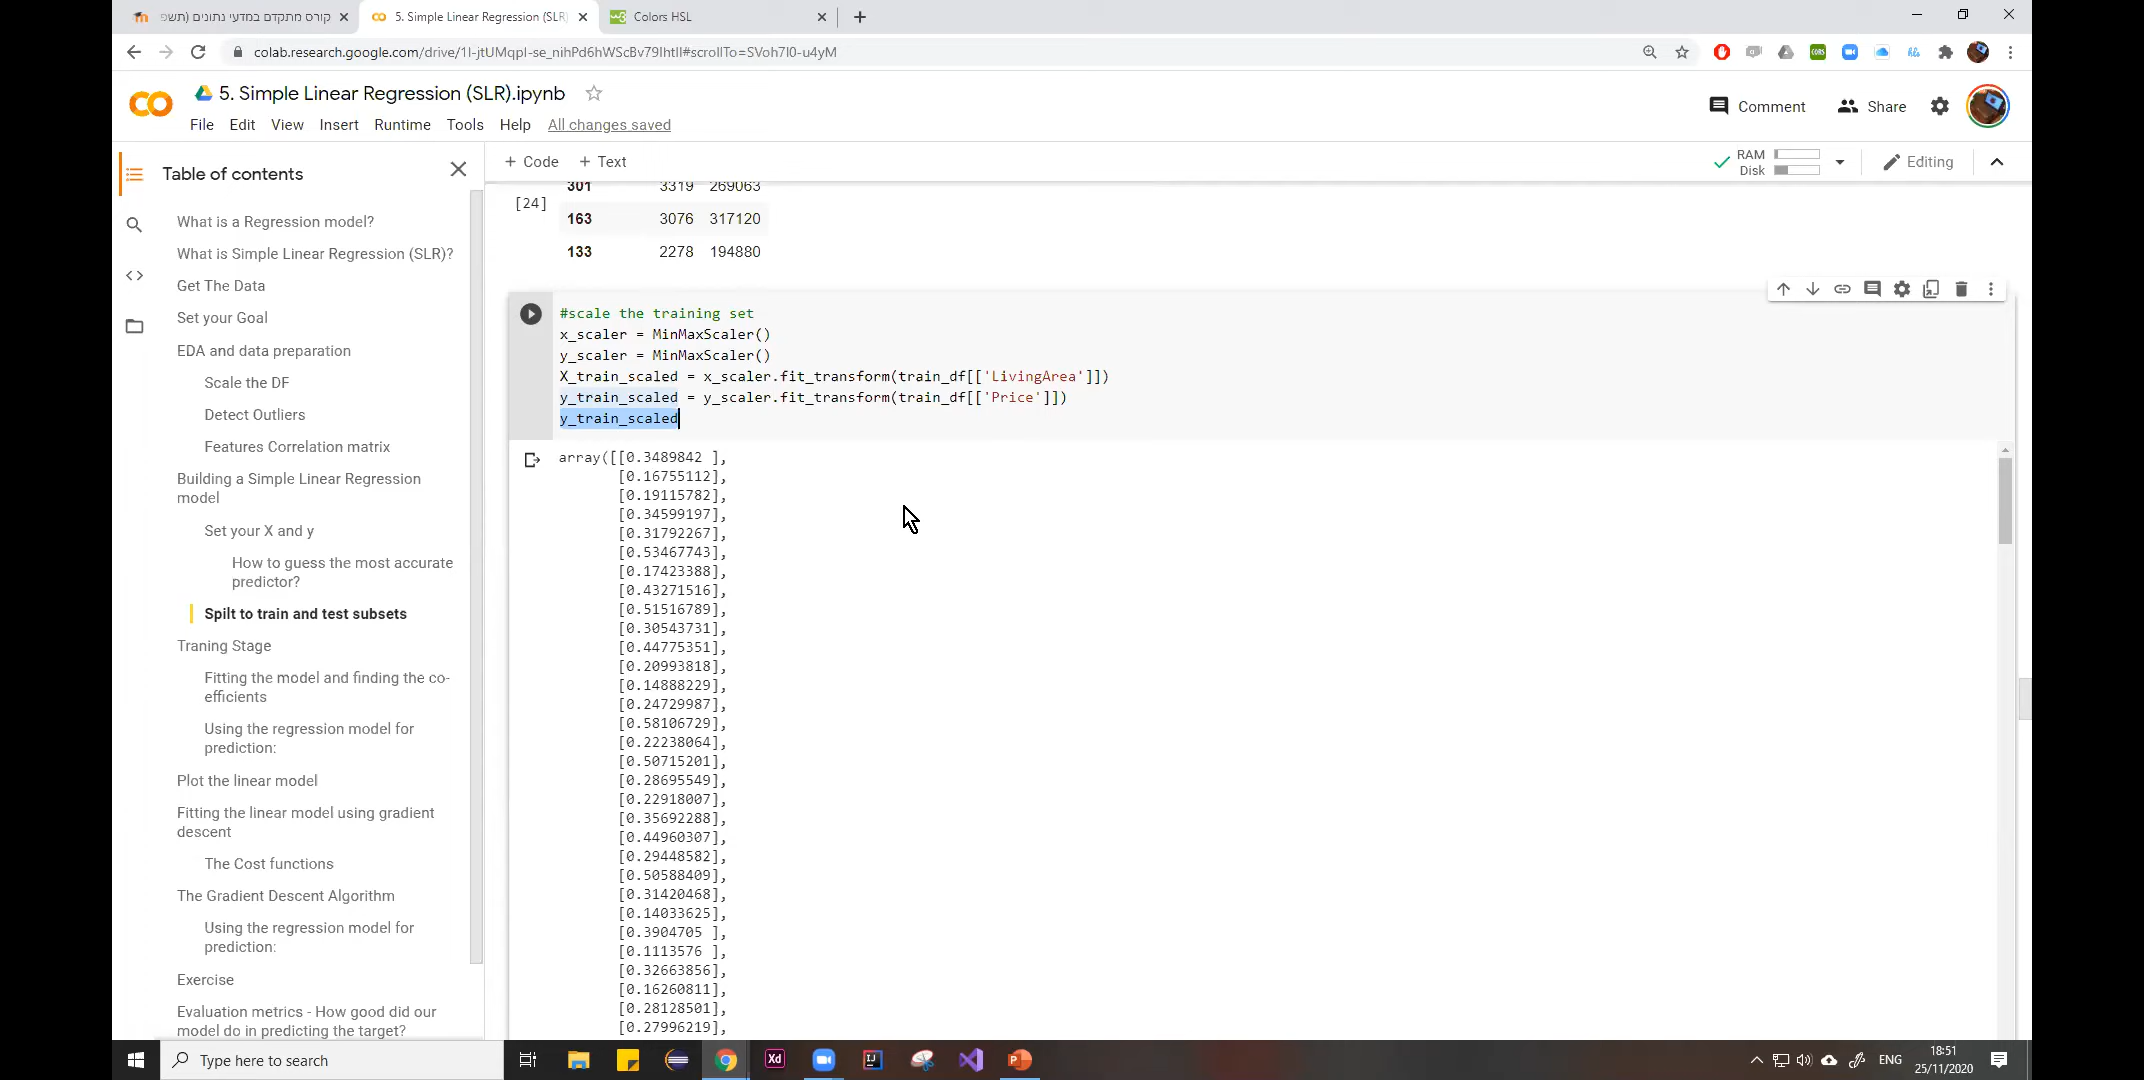 קורס מתקדם במדעי נתונים (תשפ
5. Simple Linear Regression (SLR)
Colors HSL
colab.research.google.com/drive/1I-jtUMqpI-se_nihPd6hWScBv79IhtII#scrollTo=SVoh7I0-u4yM
5. Simple Linear Regression (SLR).ipynb
Comment
Share
File Edit View Insert Runtime Tools Help All changes saved
Table of contents
What is a Regression model?
What is Simple Linear Regression (SLR)?
Get The Data
Set your Goal
EDA and data preparation
Scale the DF
Detect Outliers
Features Correlation matrix
Building a Simple Linear Regression
model
Set your X and y
How to guess the most accurate
predictor?
Spilt to train and test subsets
Traning Stage
Fitting the model and finding the co-
efficients
Using the regression model for
prediction:
Plot the linear model
Fitting the linear model using gradient
descent
The Cost functions
The Gradient Descent Algorithm
Using the regression model for
prediction:
Exercise
Evaluation metrics - How good did our
model do in predicting the target?
+ Code + Text
RAM
Disk
Editing
301 3319 269063
[24]
163 3076 317120
133 2278 194880
#scale the training set
x_scaler = MinMaxScaler()
y_scaler = MinMaxScaler()
X_train_scaled = x_scaler.fit_transform(train_df[['LivingArea']])
y_train_scaled = y_scaler.fit_transform(train_df[['Price']])
y_train_scaled
array([[0.3489842 ],
[0.16755112],
[0.19115782],
[0.34599197],
[0.31792267],
[0.53467743],
[0.17423388],
[0.43271516],
[0.51516789],
[0.30543731],
[0.44775351],
[0.20993818],
[0.14888229],
[0.24729987],
[0.58106729],
[0.22238064],
[0.50715201],
[0.28695549],
[0.22918007],
[0.35692288],
[0.44960307],
[0.29448582],
[0.50588409],
[0.31420468],
[0.14033625],
[0.3904705 ],
[0.1113576 ],
[0.32663856],
[0.16260811],
[0.28128501],
[0.27996219],
Type here to search
Xd
IJ
ENG
18:51
25/11/2020